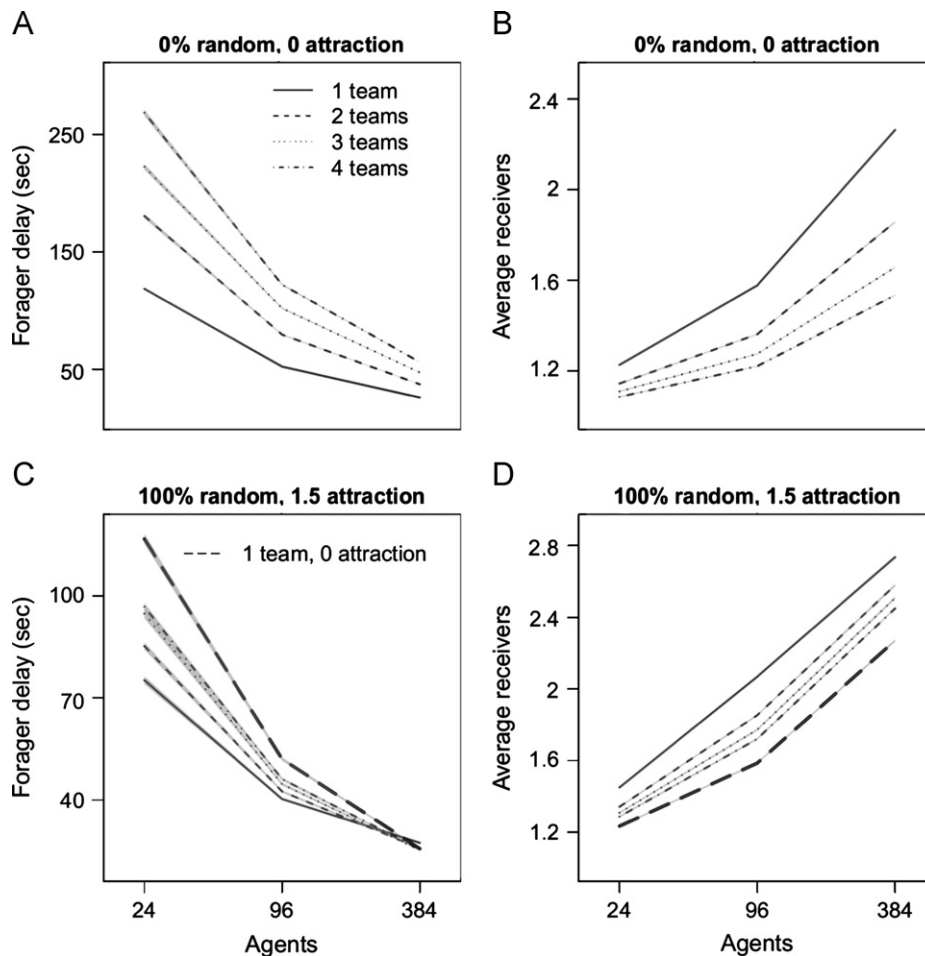 A
0% random, 0 attraction
Forager delay (sec)
250
150
50
1 team
2 teams
3 teams
4 teams
B
0% random, 0 attraction
Average receivers
2.4
2
1.6
1.2
C
100% random, 1.5 attraction
Forager delay (sec)
100
70
40
1 team, 0 attraction
24
96
384
Agents
D
100% random, 1.5 attraction
Average receivers
2.8
2.4
2
1.6
1.2
24
96
384
Agents